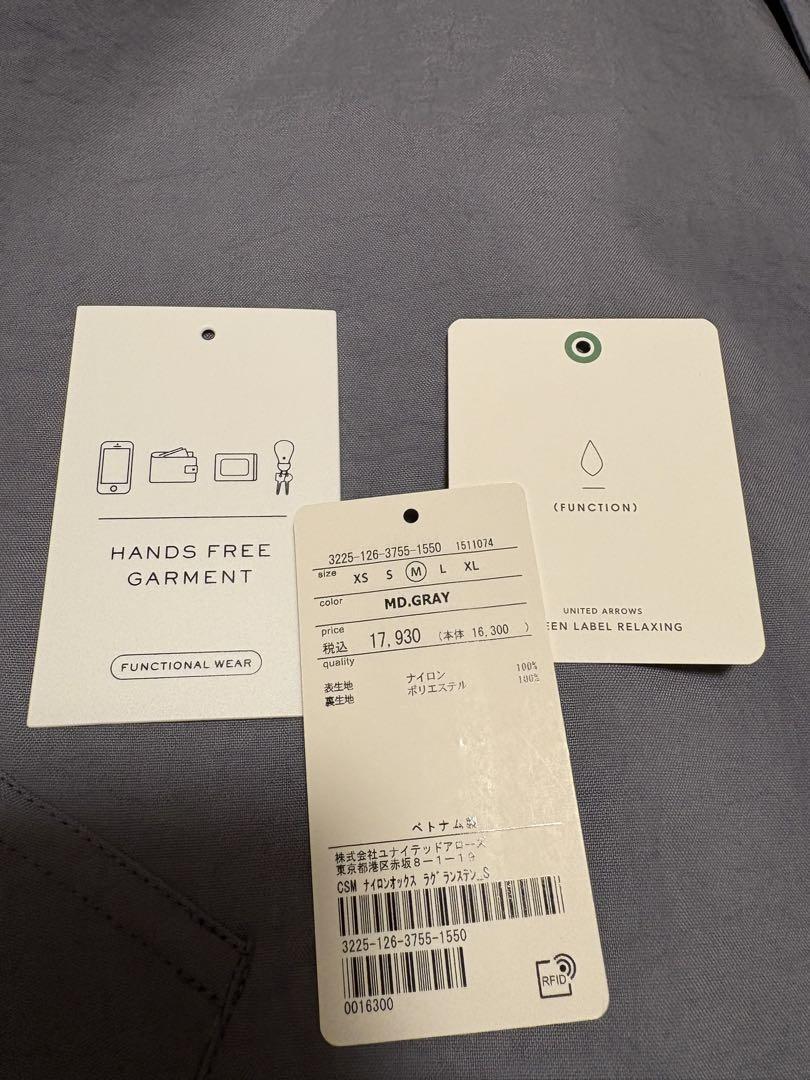 HANDS FREE
GARMENT
FUNCTIONAL WEAR
(FUNCTION)
UNITED ARROWS
EEN LABEL RELAXING
3225-126-3755-1550 1511074
size XS S M L XL
color MD.GRAY
price
税込 17,930 (本体 16,300 )
quality
表生地 ナイロン 100%
裏生地 ポリエステル 100%
ベトナム製
株式会社ユナイテッドアローズ
東京都港区赤坂8-1-19
CSM ナイロンオックス ラグランステン_S
3225-126-3755-1550
0016300
RFID